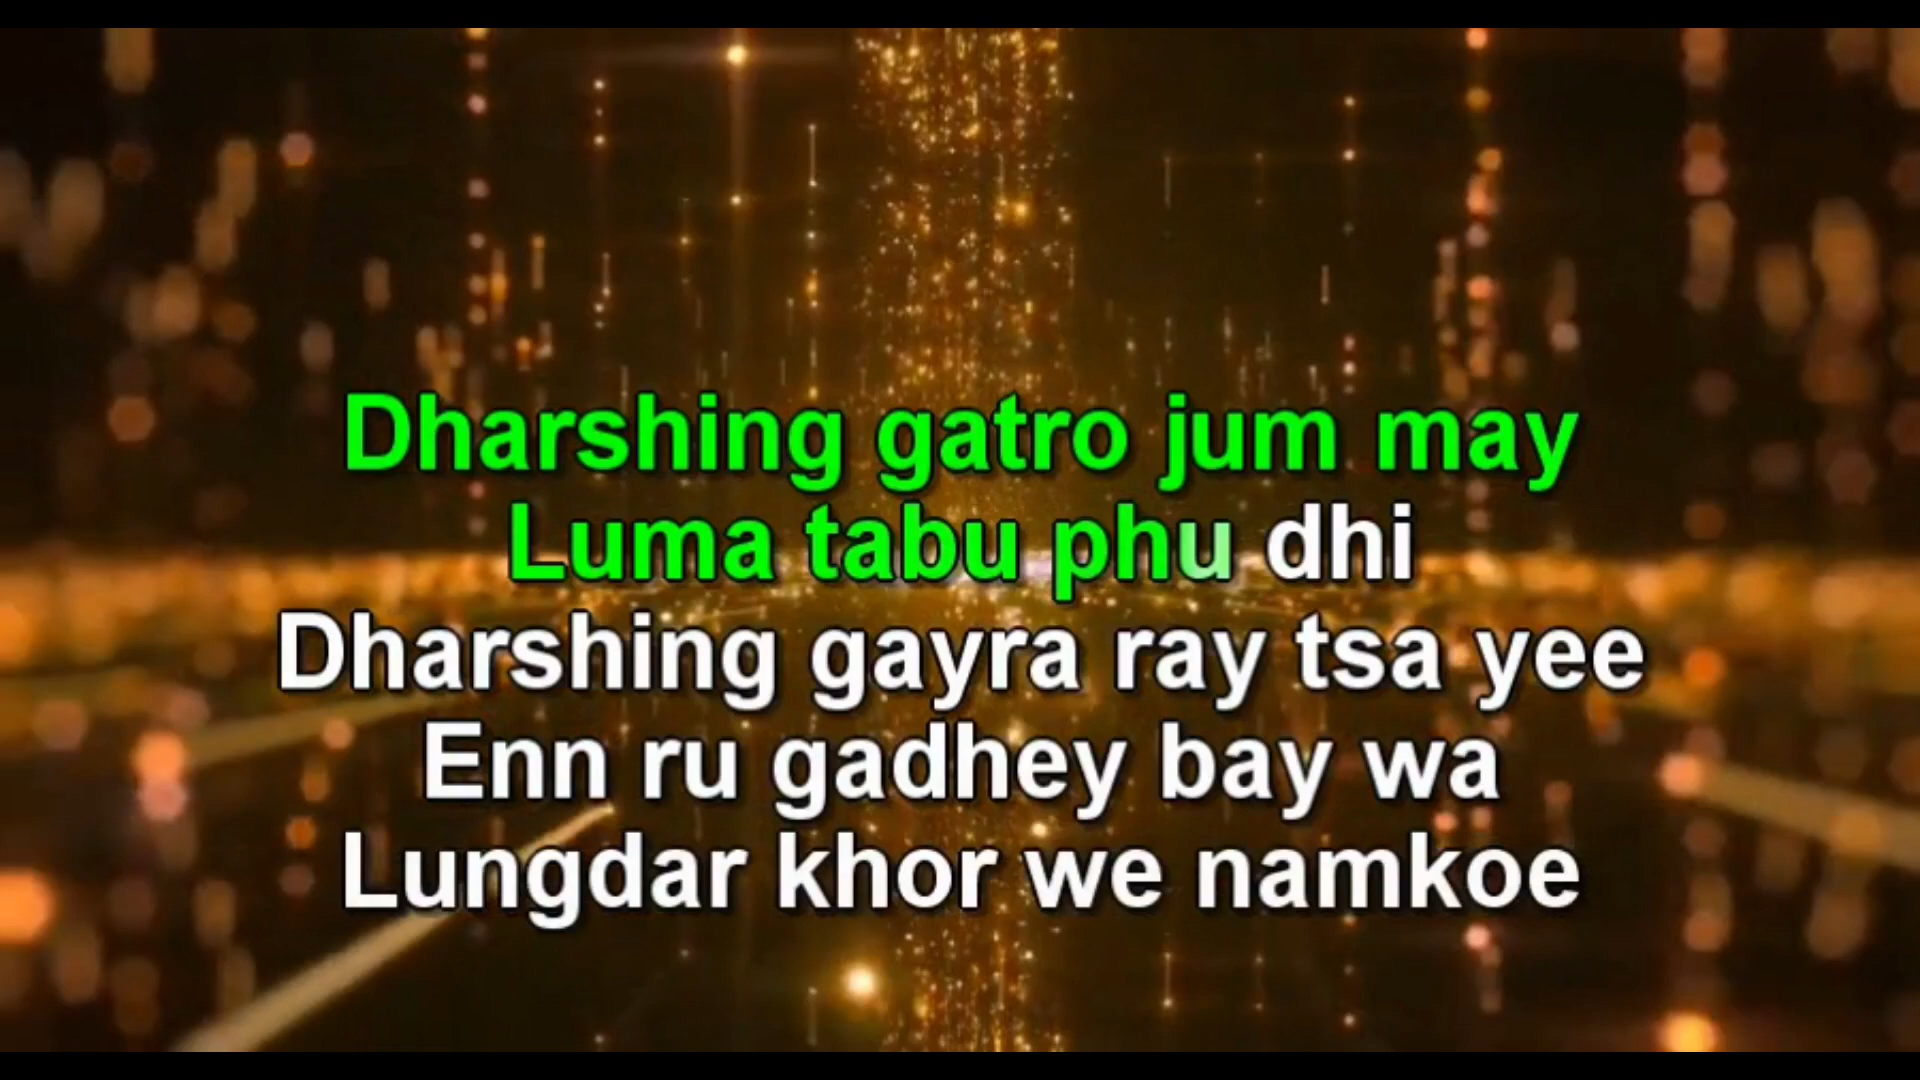 Dharshing gatro jum may
Luma tabu phu dhi
Dharshing gayra ray tsa yee
Enn ru gadhey bay wa
Lungdar khor we namkoe